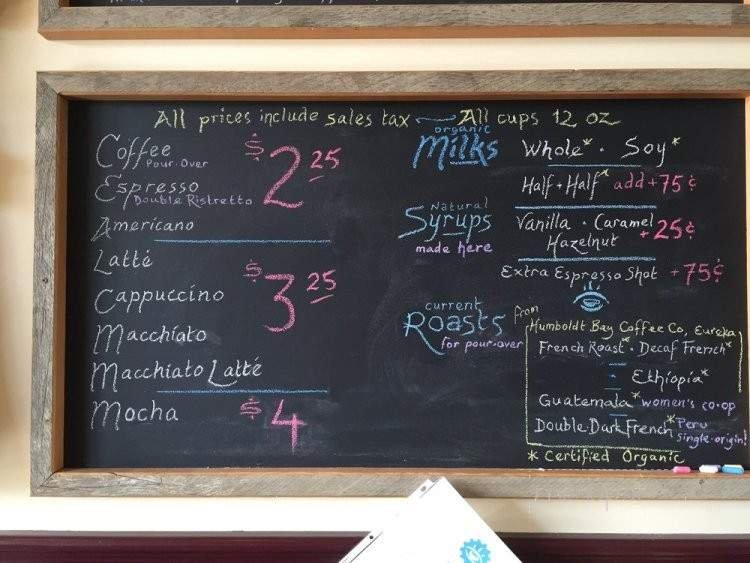 All prices include sales tax All cups 12 oz
Coffee
Pour-Over
Espresso
Double Ristretto
Americano
$2 25
Latté
Cappuccino
Macchiato
Macchiato Latté
$3 25
Mocha $4
organic
Milks
Whole* · Soy*
Half + Half* add +75¢
Natural
Syrups
made here
Vanilla · Caramel
Hazelnut
+25¢
Extra Espresso Shot +75¢
current
Roasts
for pour-over
from
Humboldt Bay Coffee Co, Eureka
French Roast* · Decaf French*
Ethiopia*
Guatemala* women's co-op
Double Dark French* Peru
single-origin!
* Certified Organic